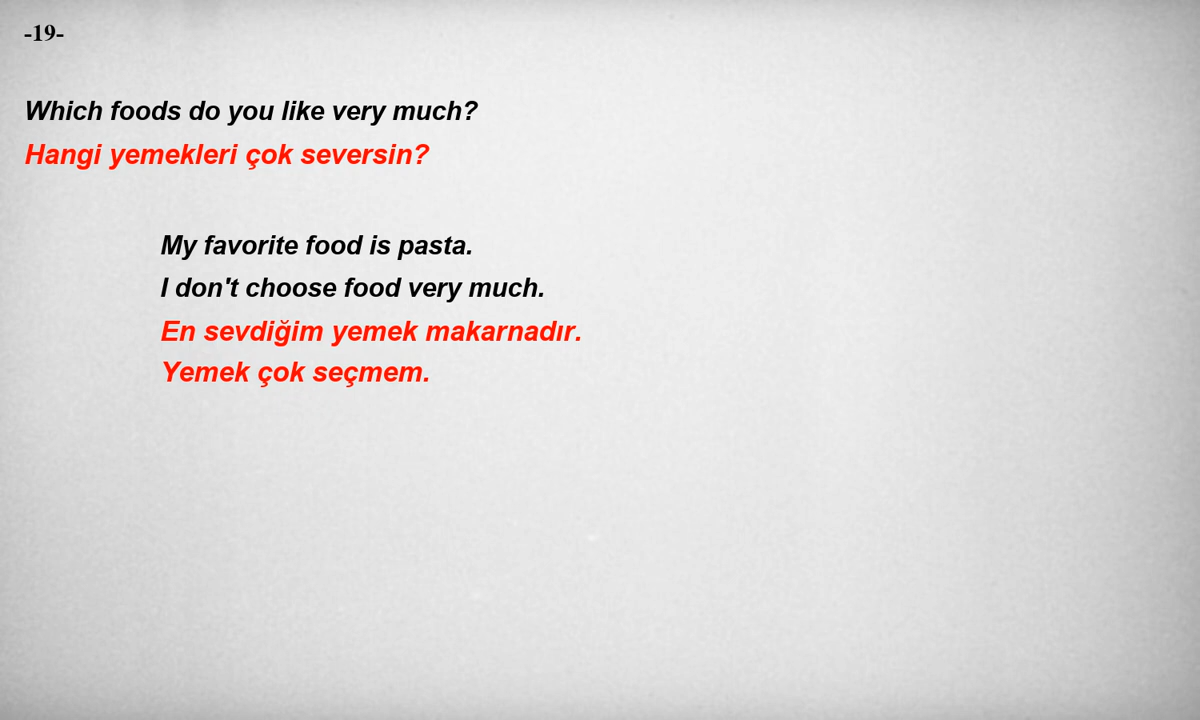 -19-
Which foods do you like very much?
Hangi yemekleri çok seversin?
My favorite food is pasta.
I don't choose food very much.
En sevdiğim yemek makarnadır.
Yemek çok seçmem.